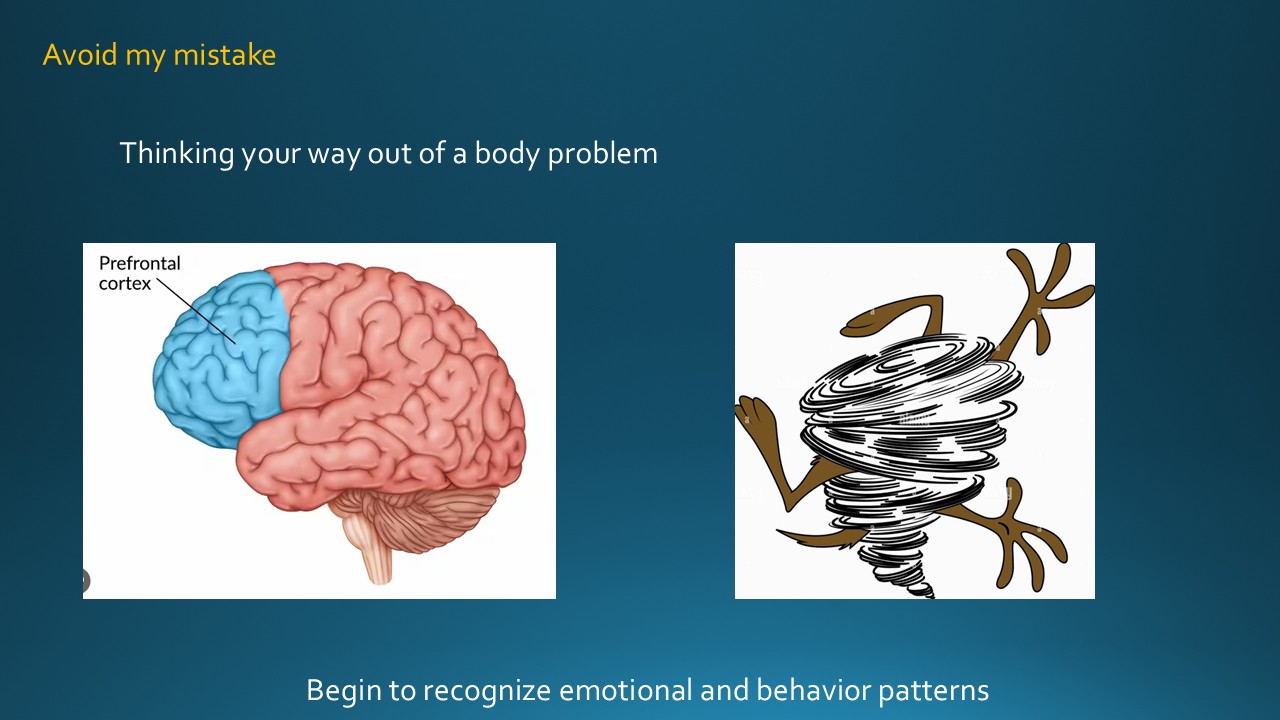 Avoid my mistake
Thinking your way out of a body problem
Prefrontal
cortex
Begin to recognize emotional and behavior patterns